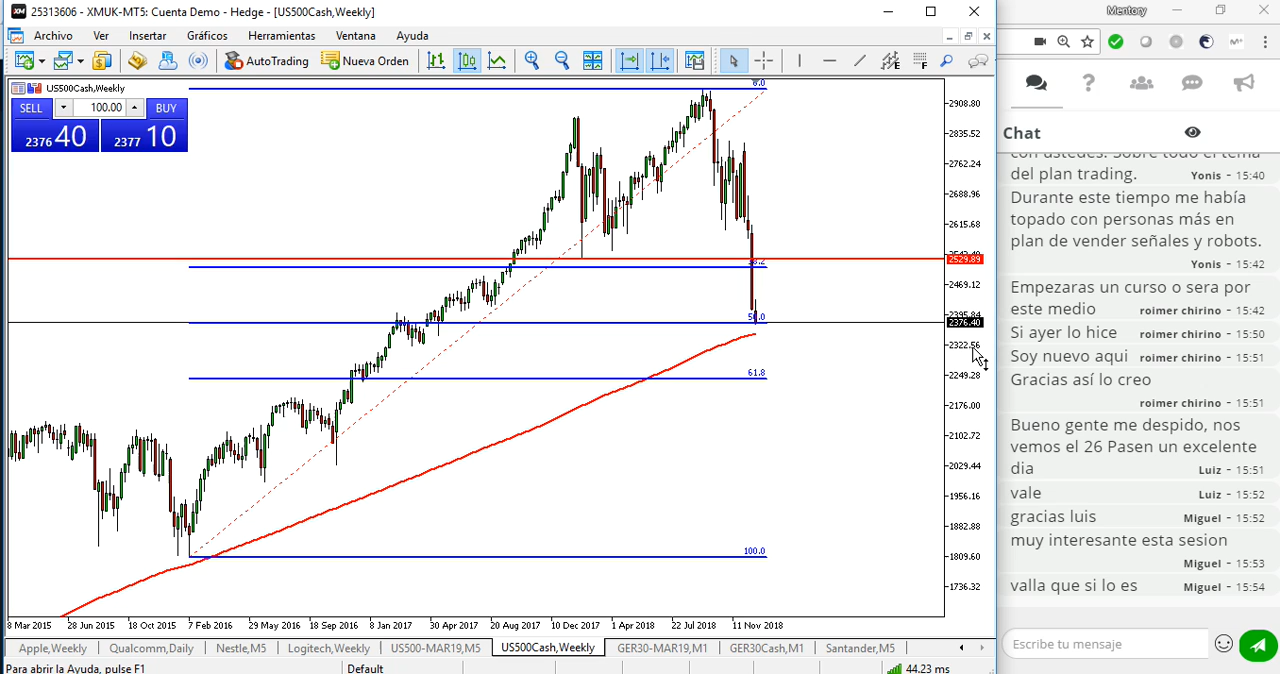 25313606 - XMUK-MT5: Cuenta Demo - Hedge - [US500Cash,Weekly]
Archivo Ver Insertar Gráficos Herramientas Ventana Ayuda
AutoTrading Nueva Orden
US500Cash,Weekly
SELL 100.00 BUY
2376 40 2377 10
2908.80
2835.52
2762.24
2688.96
2615.68
2529.89
2469.12
2376.40
2322.56
2249.28
2176.00
2102.72
2029.44
1956.16
1882.88
1809.60
1736.32
50.0
61.8
100.0
8 Mar 2015 28 Jun 2015 18 Oct 2015 7 Feb 2016 29 May 2016 18 Sep 2016 8 Jan 2017 30 Apr 2017 20 Aug 2017 10 Dec 2017 1 Apr 2018 22 Jul 2018 11 Nov 2018
Apple,Weekly Qualcomm,Daily Nestle,M5 Logitech,Weekly US500-MAR19,M5 US500Cash,Weekly GER30-MAR19,M1 GER30Cash,M1 Santander,M5
Para abrir la Ayuda, pulse F1 Default 44.23 ms
Mentory
Chat
con ustedes. Sobre todo el tema
del plan trading. Yonis - 15:40
Durante este tiempo me había
topado con personas más en
plan de vender señales y robots.
Yonis - 15:42
Empezaras un curso o sera por
este medio roimer chirino - 15:42
Si ayer lo hice roimer chirino - 15:50
Soy nuevo aqui roimer chirino - 15:51
Gracias así lo creo
roimer chirino - 15:51
Bueno gente me despido, nos
vemos el 26 Pasen un excelente
dia Luiz - 15:51
vale Luiz - 15:52
gracias luis Miguel - 15:52
muy interesante esta sesion
Miguel - 15:53
valla que si lo es Miguel - 15:54
Escribe tu mensaje